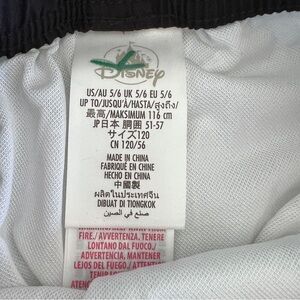 Disney
US/AU 5/6 UK 5/6 EU 5/6
UP TO/JUSQU'À/HASTA/สูงถึง/
最高/MAKSIMUM 116 cm
JP日本 胴囲 51-57
サイズ120
CN 120/56
MADE IN CHINA
FABRIQUÉ EN CHINE
HECHO EN CHINA
中國製
ผลิตในประเทศจีน
DIBUAT DI TIONGKOK
صنع في الصين
FIRE./ AVVERTENZA, TENERE
LONTANO DAL FUOCO./
ADVERTENCIA, MANTENER
LEJOS DEL FUEGO./